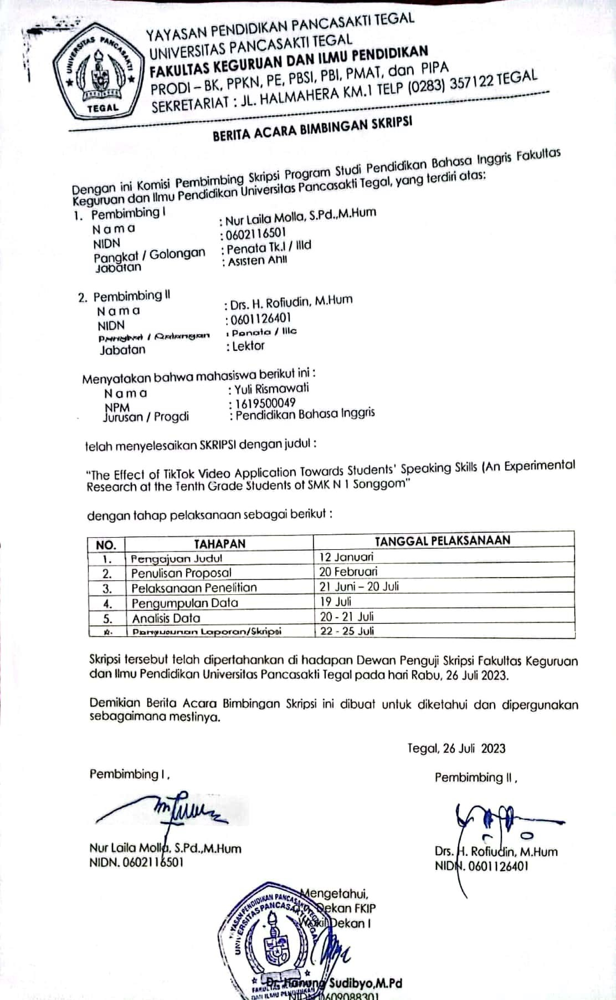 UNIVERSITAS PANCASAKTI
TEGAL
YAYASAN PENDIDIKAN PANCASAKTI TEGAL
UNIVERSITAS PANCASAKTI TEGAL
FAKULTAS KEGURUAN DAN ILMU PENDIDIKAN
PRODI – BK, PPKN, PE, PBSI, PBI, PMAT, dan PIPA
SEKRETARIAT : JL. HALMAHERA KM.1 TELP (0283) 357122 TEGAL
BERITA ACARA BIMBINGAN SKRIPSI
Dengan ini Komisi Pembimbing Skripsi Program Studi Pendidikan Bahasa Inggris Fakultas
Keguruan dan Ilmu Pendidikan Universitas Pancasakti Tegal, yang terdiri atas:
1. Pembimbing I
N a m a : Nur Laila Molla, S.Pd.,M.Hum
NIDN : 0602116501
Pangkat / Golongan : Penata Tk.I / IIId
Jabatan : Asisten Ahli
2. Pembimbing II
N a m a : Drs. H. Rofiudin, M.Hum
NIDN : 0601126401
Pangkat / Golongan : Penata / IIIc
Jabatan : Lektor
Menyatakan bahwa mahasiswa berikut ini :
N a m a : Yuli Rismawati
NPM : 1619500049
Jurusan / Progdi : Pendidikan Bahasa Inggris
telah menyelesaikan SKRIPSI dengan judul :
"The Effect of TikTok Video Application Towards Students' Speaking Skills (An Experimental
Research at the Tenth Grade Students of SMK N 1 Songgom"
dengan tahap pelaksanaan sebagai berikut :
NO. TAHAPAN TANGGAL PELAKSANAAN
1. Pengajuan Judul 12 Januari
2. Penulisan Proposal 20 Februari
3. Pelaksanaan Penelitian 21 Juni – 20 Juli
4. Pengumpulan Data 19 Juli
5. Analisis Data 20 - 21 Juli
6. Penyusunan Laporan/Skripsi 22 - 25 Juli
Skripsi tersebut telah dipertahankan di hadapan Dewan Penguji Skripsi Fakultas Keguruan
dan Ilmu Pendidikan Universitas Pancasakti Tegal pada hari Rabu, 26 Juli 2023.
Demikian Berita Acara Bimbingan Skripsi ini dibuat untuk diketahui dan dipergunakan
sebagaimana mestinya.
Tegal, 26 Juli 2023
Pembimbing I ,
Pembimbing II ,
Nur Laila Molla, S.Pd.,M.Hum
NIDN. 0602116501
Drs. H. Rofiudin, M.Hum
NIDN. 0601126401
Mengetahui,
Dekan FKIP
Wakil Dekan I
YAYASAN PENDIDIKAN PANCASAKTI TEGAL
UNIVERSITAS PANCASAKTI TEGAL
Dr. Hanung Sudibyo,M.Pd
FAKULTAS
DAN ILMU PENDIDIKAN
0609088301